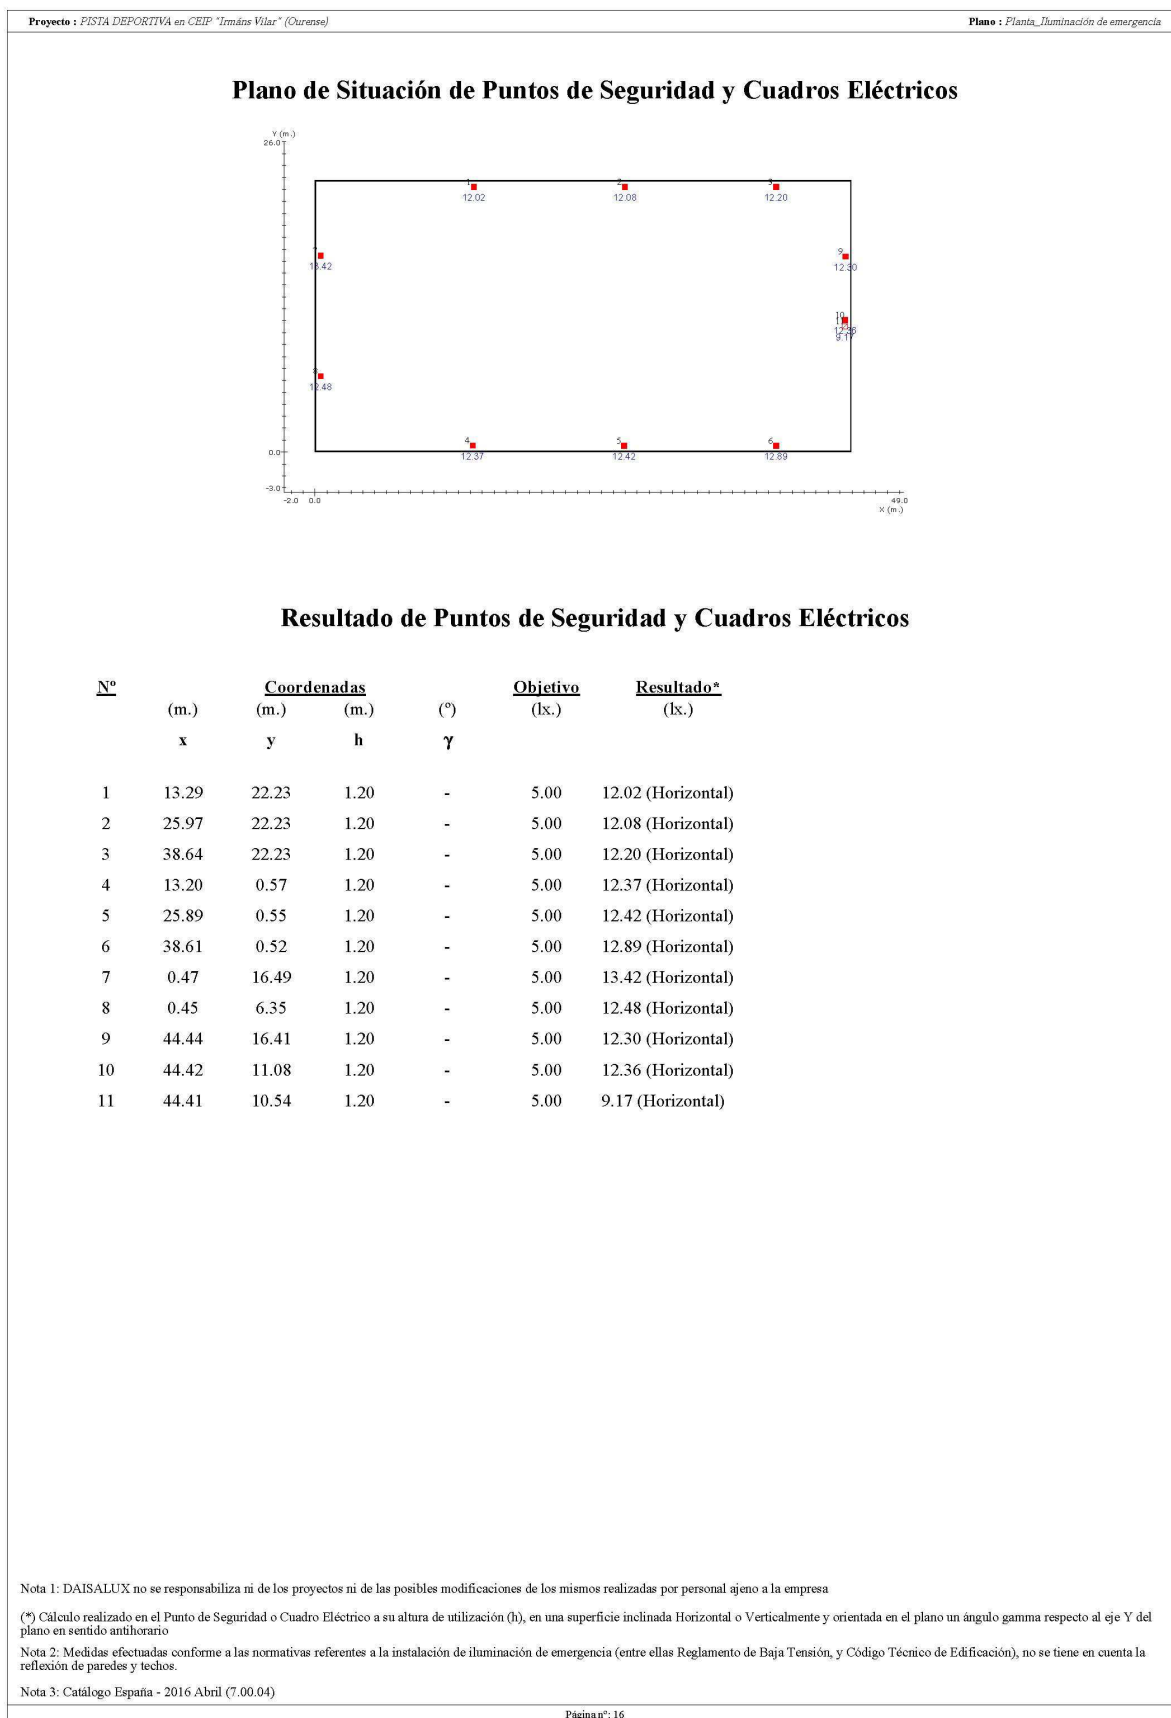 Proyecto : PISTA DEPORTIVA en CEIP "Irmáns Vilar" (Ourense) Plano : Planta_Iluminación de emergencia
Plano de Situación de Puntos de Seguridad y Cuadros Eléctricos
Y (m.)
26.0
1 2 3
12.02 12.08 12.20
9
13.42 12.30
10
12.36
9.17
8
12.48
4 5 6
0.0
12.37 12.42 12.89
-3.0
-2.0 0.0 49.0
X (m.)
Resultado de Puntos de Seguridad y Cuadros Eléctricos
Nº Coordenadas Objetivo Resultado*
(m.) (m.) (m.) (º) (lx.) (lx.)
x y h γ
1 13.29 22.23 1.20 - 5.00 12.02 (Horizontal)
2 25.97 22.23 1.20 - 5.00 12.08 (Horizontal)
3 38.64 22.23 1.20 - 5.00 12.20 (Horizontal)
4 13.20 0.57 1.20 - 5.00 12.37 (Horizontal)
5 25.89 0.55 1.20 - 5.00 12.42 (Horizontal)
6 38.61 0.52 1.20 - 5.00 12.89 (Horizontal)
7 0.47 16.49 1.20 - 5.00 13.42 (Horizontal)
8 0.45 6.35 1.20 - 5.00 12.48 (Horizontal)
9 44.44 16.41 1.20 - 5.00 12.30 (Horizontal)
10 44.42 11.08 1.20 - 5.00 12.36 (Horizontal)
11 44.41 10.54 1.20 - 5.00 9.17 (Horizontal)
Nota 1: DAISALUX no se responsabiliza ni de los proyectos ni de las posibles modificaciones de los mismos realizadas por personal ajeno a la empresa
(*) Cálculo realizado en el Punto de Seguridad o Cuadro Eléctrico a su altura de utilización (h), en una superficie inclinada Horizontal o Verticalmente y orientada en el plano un ángulo gamma respecto al eje Y del
plano en sentido antihorario
Nota 2: Medidas efectuadas conforme a las normativas referentes a la instalación de iluminación de emergencia (entre ellas Reglamento de Baja Tensión, y Código Técnico de Edificación), no se tiene en cuenta la
reflexión de paredes y techos.
Nota 3: Catálogo España - 2016 Abril (7.00.04)
Página nº: 16